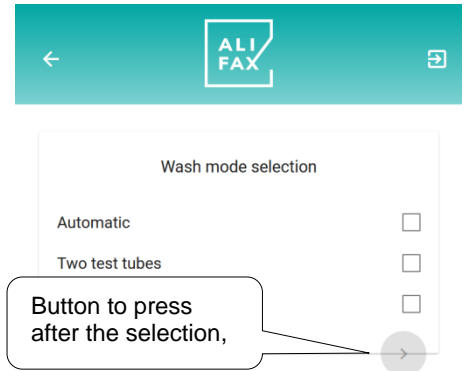 ALI
FAX
Wash mode selection
Automatic
Two test tubes
Button to press
after the selection,